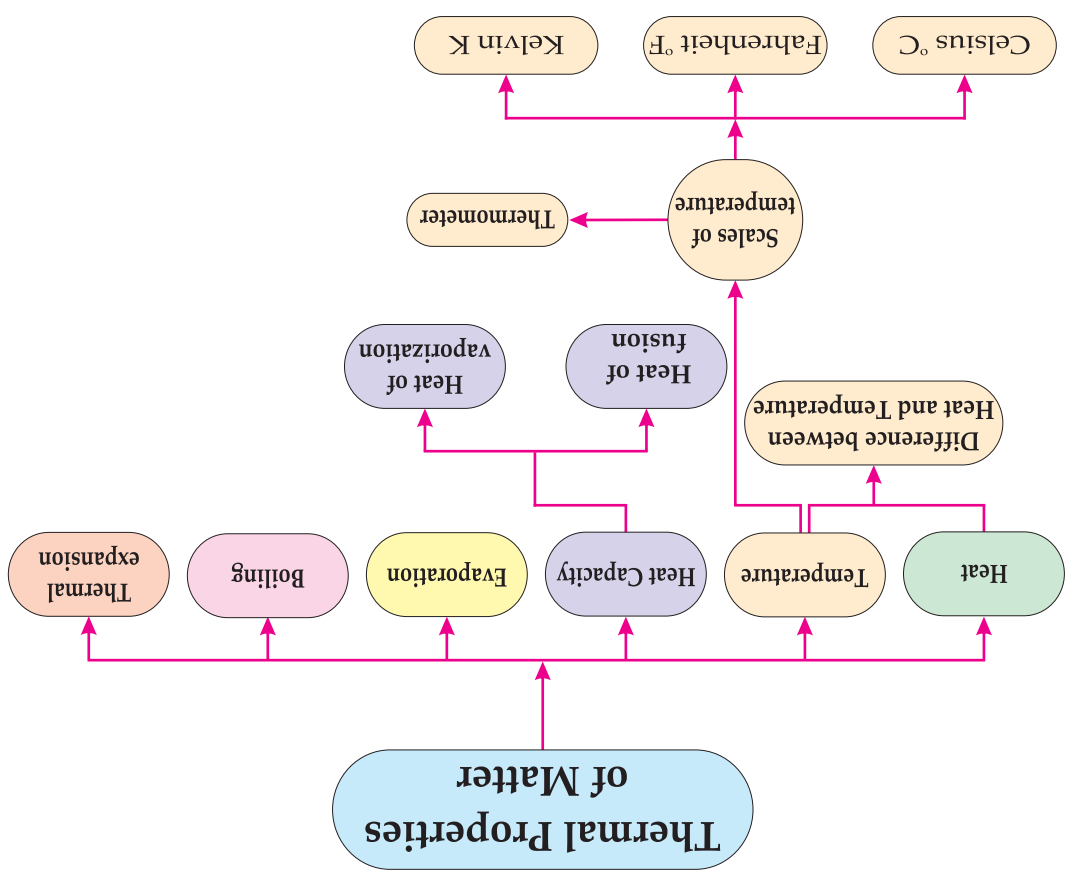 Thermal Properties
of Matter
Heat
Temperature
Heat Capacity
Evaporation
Boiling
Thermal
expansion
Difference between
Heat and Temperature
Heat of
fusion
Heat of
vaporization
Scales of
temperature
Thermometer
Celsius °C
Fahrenheit °F
Kelvin K